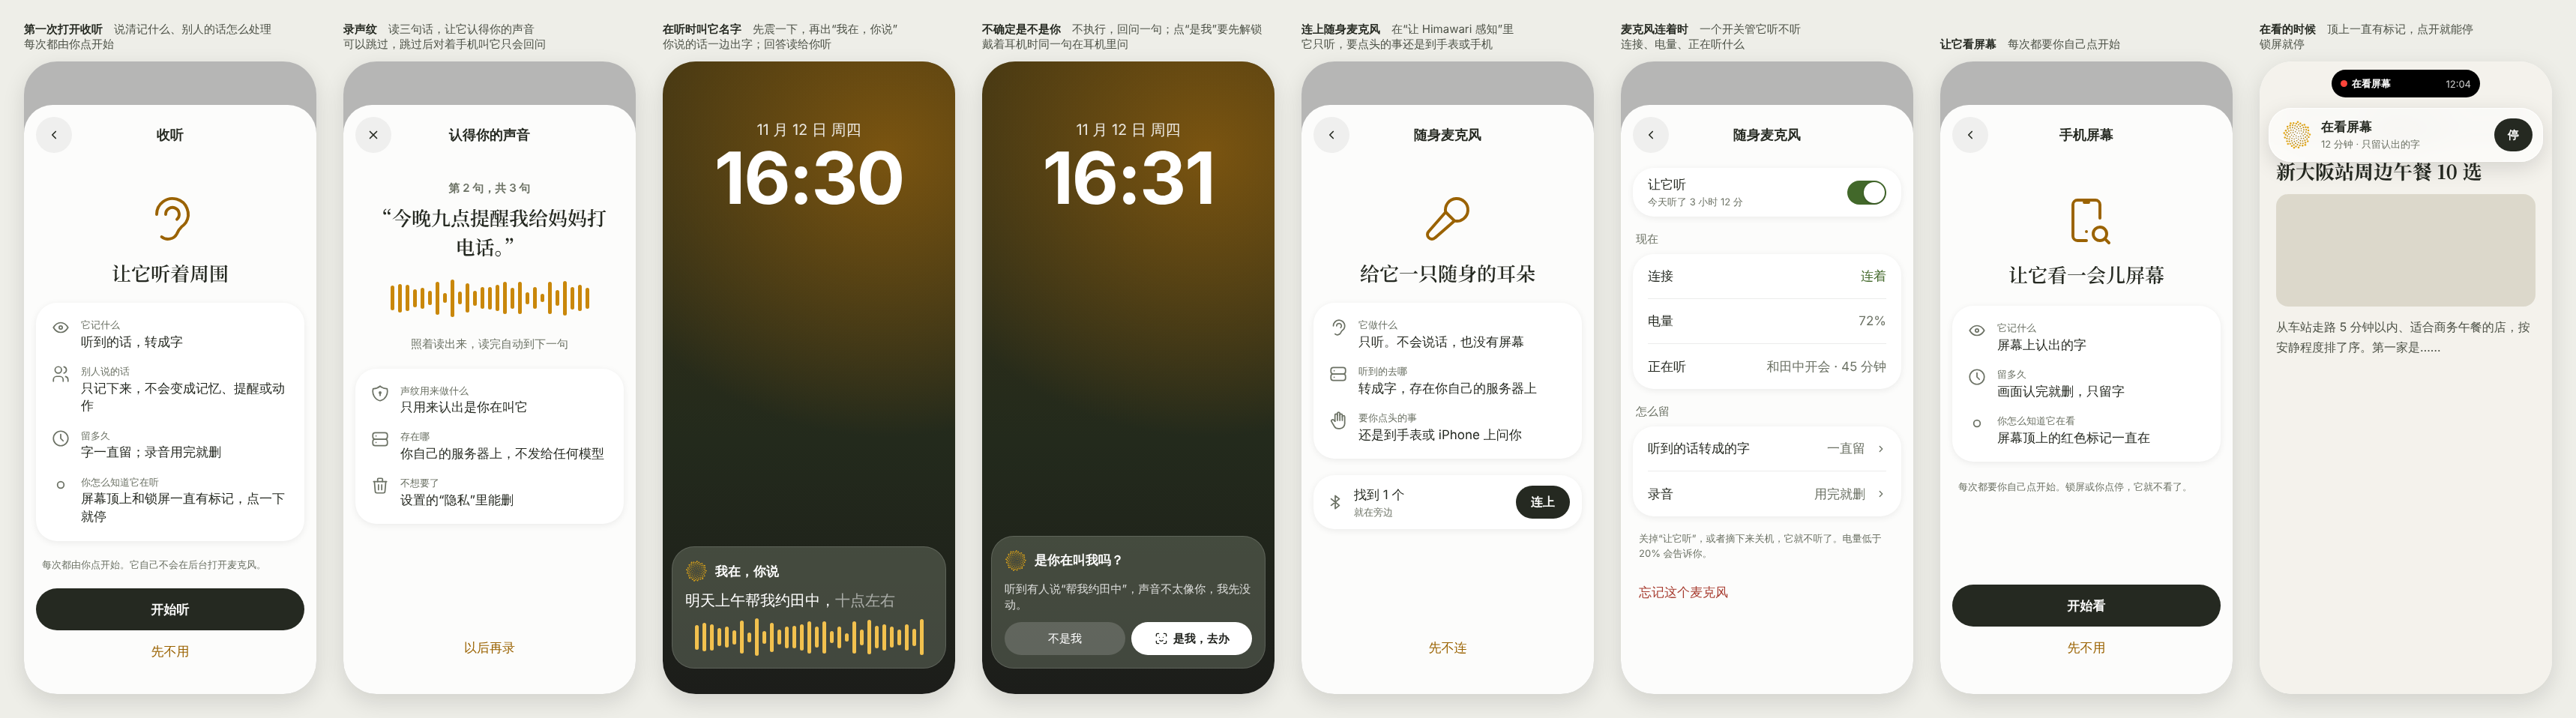 第一次打开收听 说清记什么、别人的话怎么处理
每次都由你点开始
收听
让它听着周围
它记什么
听到的话，转成字
别人说的话
只记下来，不会变成记忆、提醒或动
作
留多久
字一直留；录音用完就删
你怎么知道它在听
屏幕顶上和锁屏一直有标记，点一下
就停
每次都由你点开始。它自己不会在后台打开麦克风。
开始听
先不用
录声纹 读三句话，让它认得你的声音
可以跳过，跳过后对着手机叫它只会回问
认得你的声音
第 2 句，共 3 句
“今晚九点提醒我给妈妈打
电话。”
照着读出来，读完自动到下一句
声纹用来做什么
只用来认出是你在叫它
存在哪
你自己的服务器上，不发给任何模型
不想要了
设置的“隐私”里能删
以后再录
在听时叫它名字 先震一下，再出“我在，你说”
你说的话一边出字；回答读给你听
11 月 12 日 周四
16:30
我在，你说
明天上午帮我约田中，十点左右
不确定是不是你 不执行，回问一句；点“是我”要先解锁
戴着耳机时同一句在耳机里问
11 月 12 日 周四
16:31
是你在叫我吗？
听到有人说“帮我约田中”，声音不太像你，我先没
动。
不是我
是我，去办
连上随身麦克风 在“让 Himawari 感知”里
它只听，要点头的事还是到手表或手机
随身麦克风
给它一只随身的耳朵
它做什么
只听。不会说话，也没有屏幕
听到的去哪
转成字，存在你自己的服务器上
要你点头的事
还是到手表或 iPhone 上问你
找到 1 个
就在旁边
连上
先不连
麦克风连着时 一个开关管它听不听
连接、电量、正在听什么
随身麦克风
让它听
今天听了 3 小时 12 分
现在
连接 连着
电量 72%
正在听 和田中开会 · 45 分钟
怎么留
听到的话转成的字 一直留
录音 用完就删
关掉“让它听”，或者摘下来关机，它就不听了。电量低于
20% 会告诉你。
忘记这个麦克风
让它看屏幕 每次都要你自己点开始
手机屏幕
让它看一会儿屏幕
它记什么
屏幕上认出的字
留多久
画面认完就删，只留字
你怎么知道它在看
屏幕顶上的红色标记一直在
每次都要你自己点开始。锁屏或你点停，它就不看了。
开始看
先不用
在看的时候 顶上一直有标记，点开就能停
锁屏就停
在看屏幕 12:04
在看屏幕
12 分钟 · 只留认出的字
停
新大阪站周边午餐 10 选
从车站走路 5 分钟以内、适合商务午餐的店，按
安静程度排了序。第一家是……